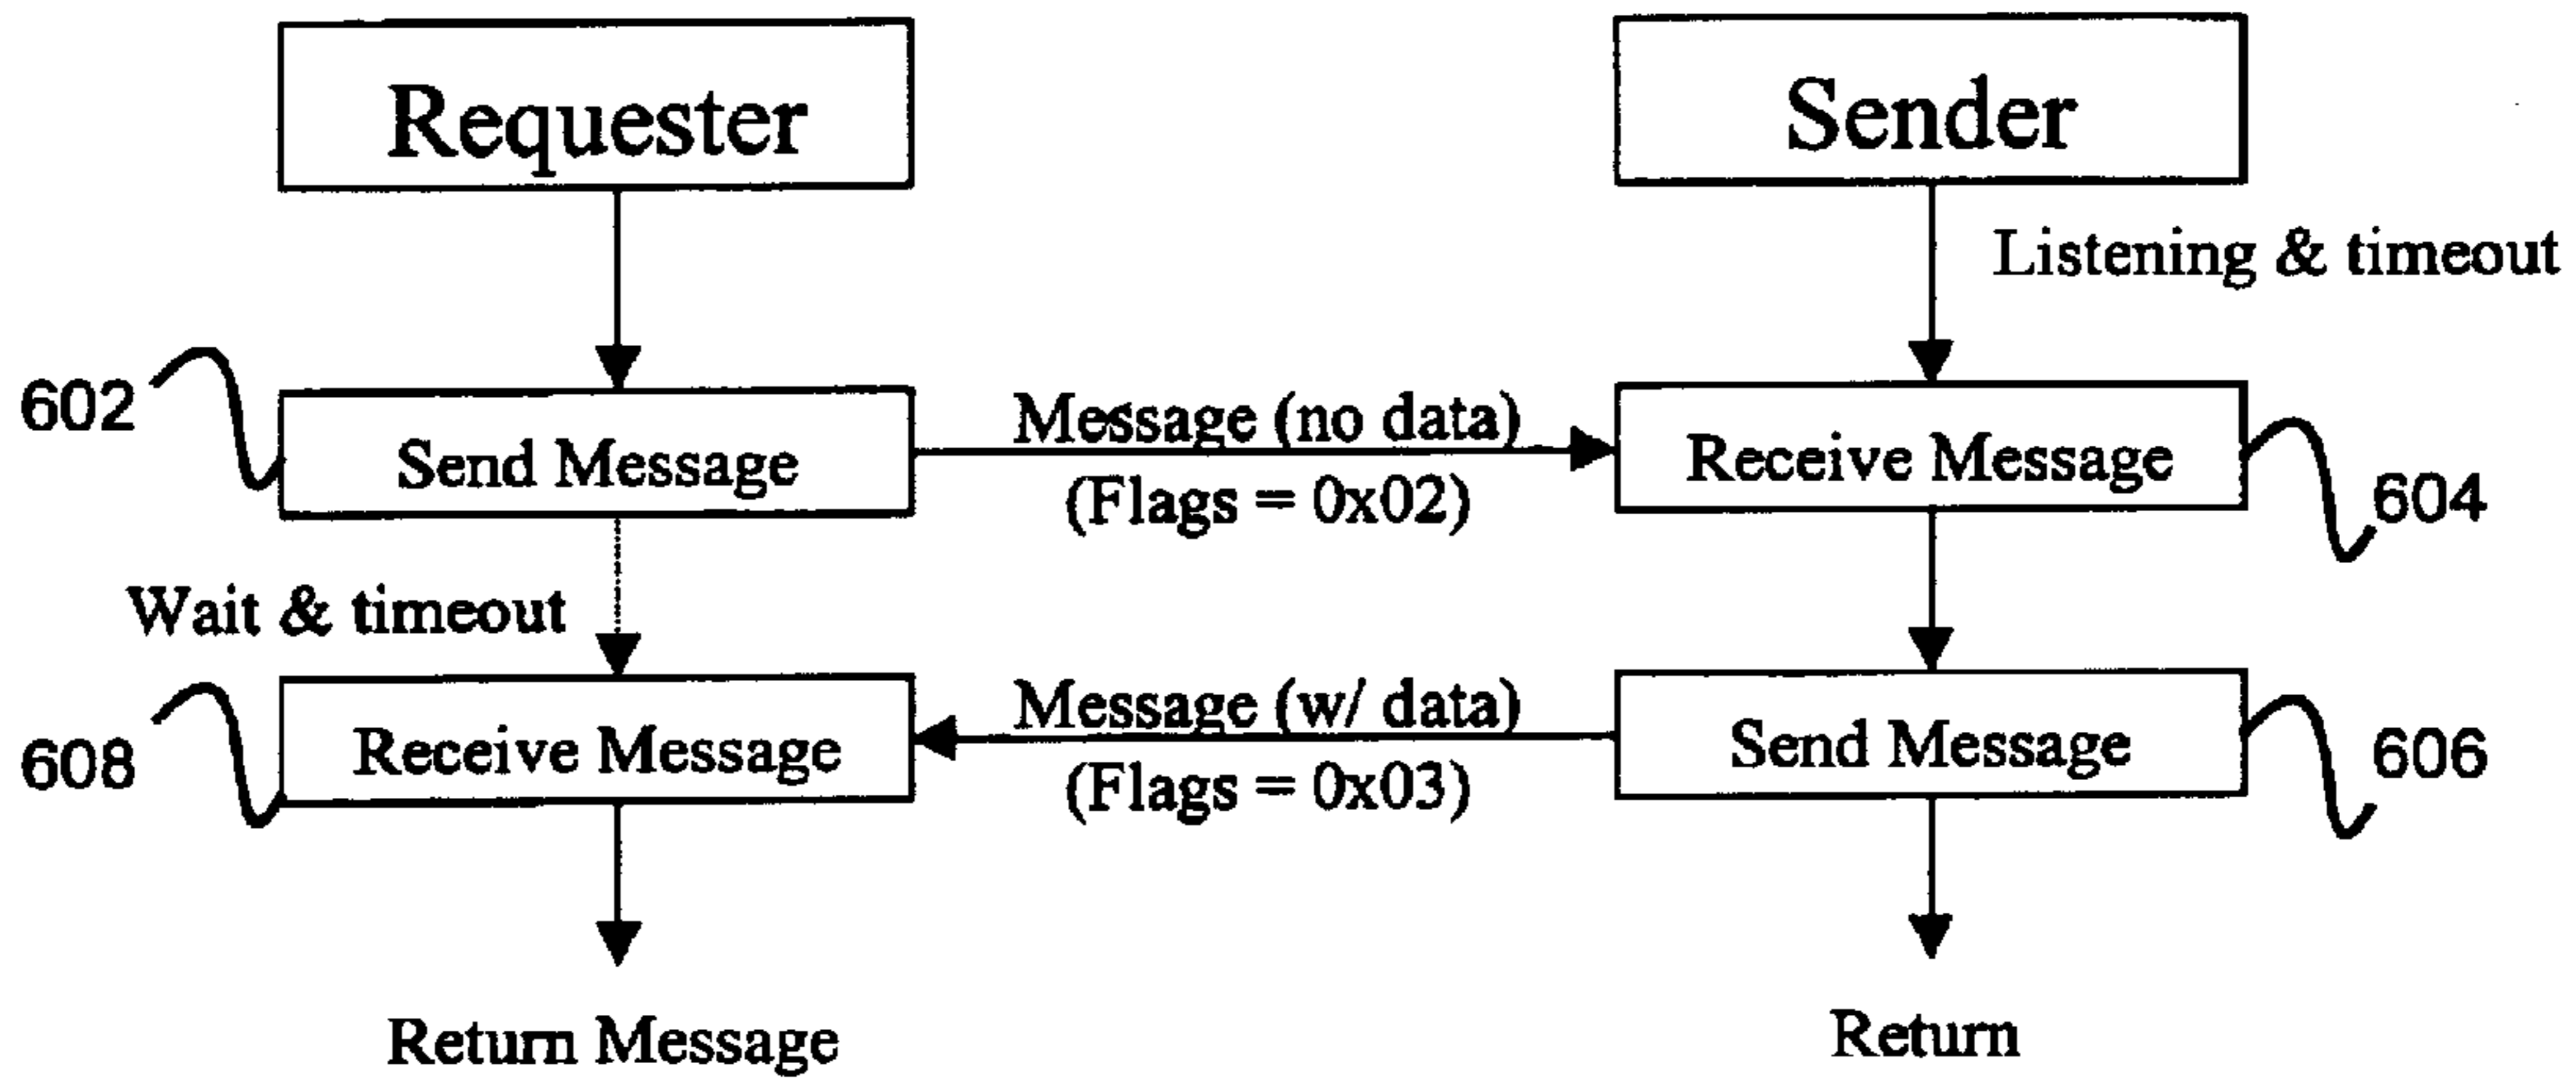 Requester
Sender
Listening & timeout
602
Send Message
Message (no data)
(Flags = 0x02)
Receive Message
604
Wait & timeout
608
Receive Message
Message (w/ data)
(Flags = 0x03)
Send Message
606
Return Message
Return